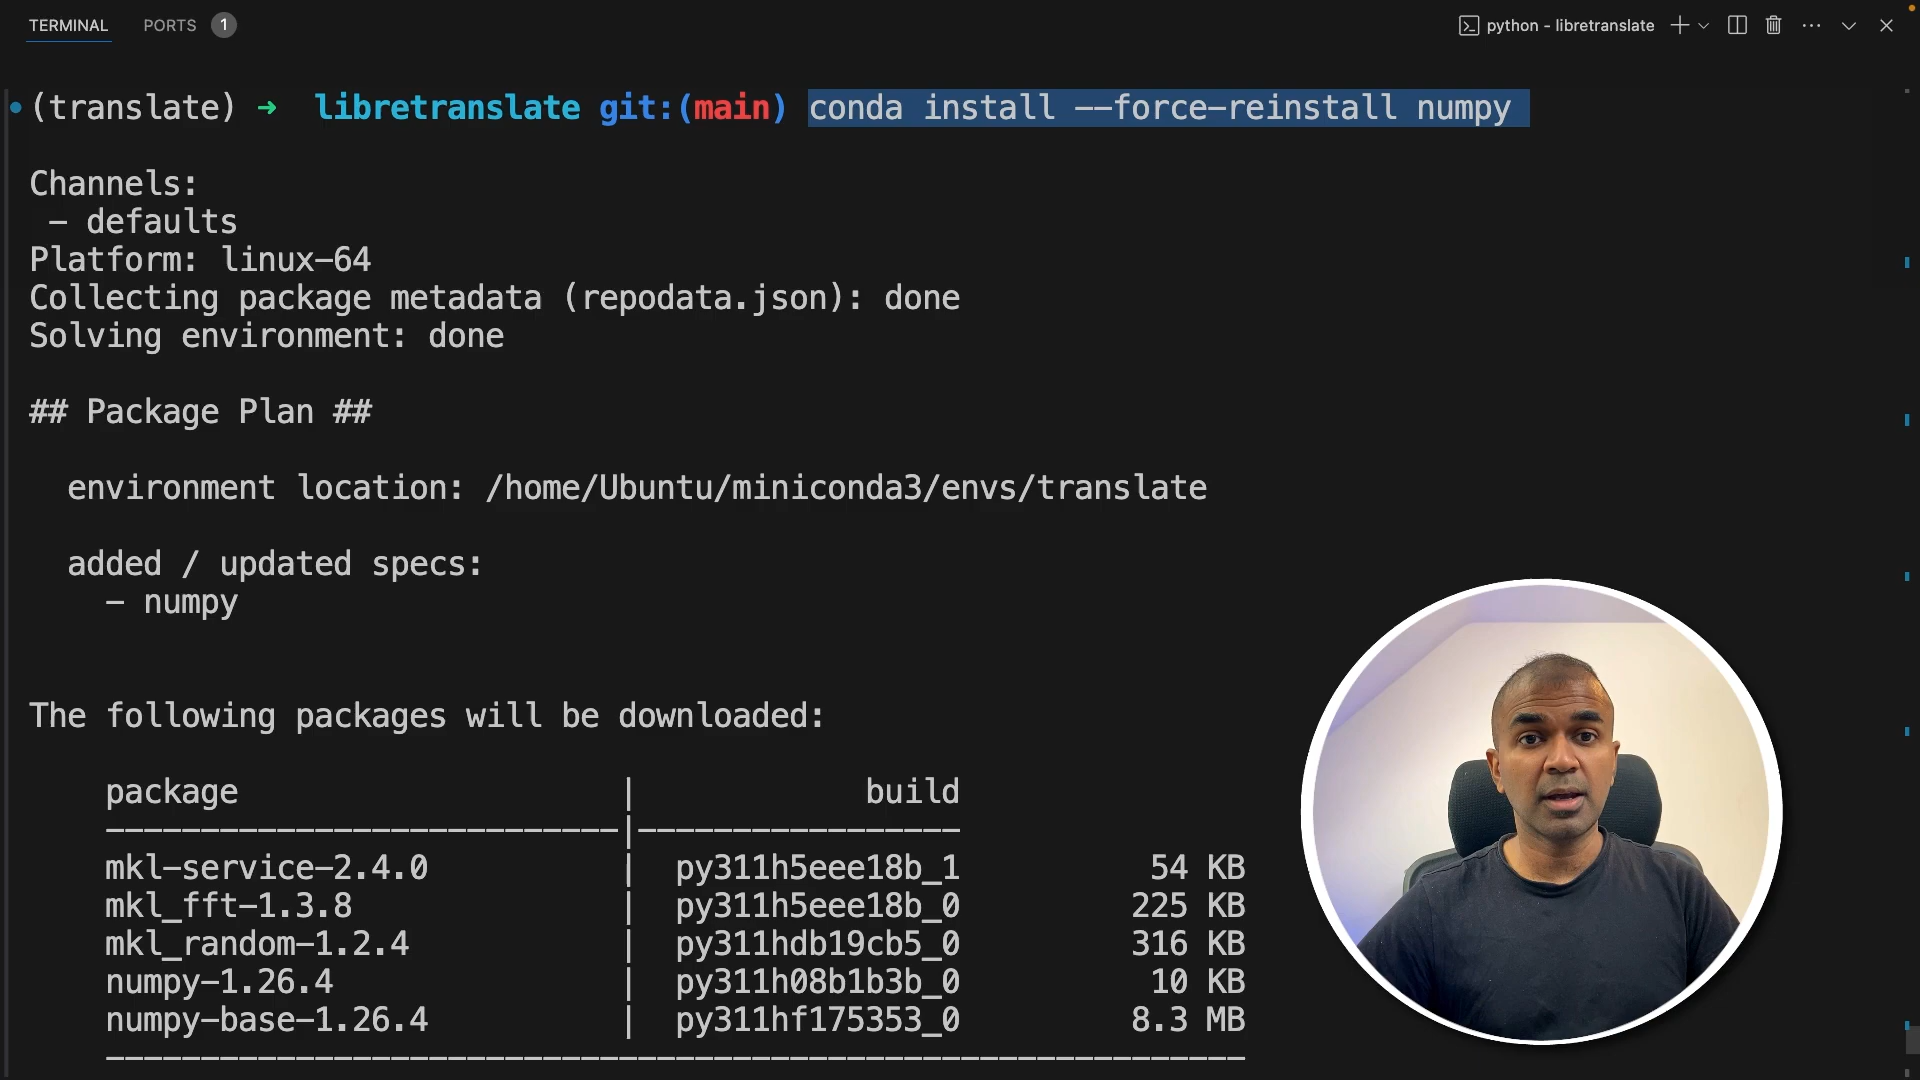 TERMINAL PORTS 1 python - libretranslate
(translate) ➜ libretranslate git:(main) conda install --force-reinstall numpy
Channels:
- defaults
Platform: linux-64
Collecting package metadata (repodata.json): done
Solving environment: done
## Package Plan ##
environment location: /home/Ubuntu/miniconda3/envs/translate
added / updated specs:
- numpy
The following packages will be downloaded:
package | build
---------------------------|-----------------
mkl-service-2.4.0 | py311h5eee18b_1 54 KB
mkl_fft-1.3.8 | py311h5eee18b_0 225 KB
mkl_random-1.2.4 | py311hdb19cb5_0 316 KB
numpy-1.26.4 | py311h08b1b3b_0 10 KB
numpy-base-1.26.4 | py311hf175353_0 8.3 MB
------------------------------------------------------------